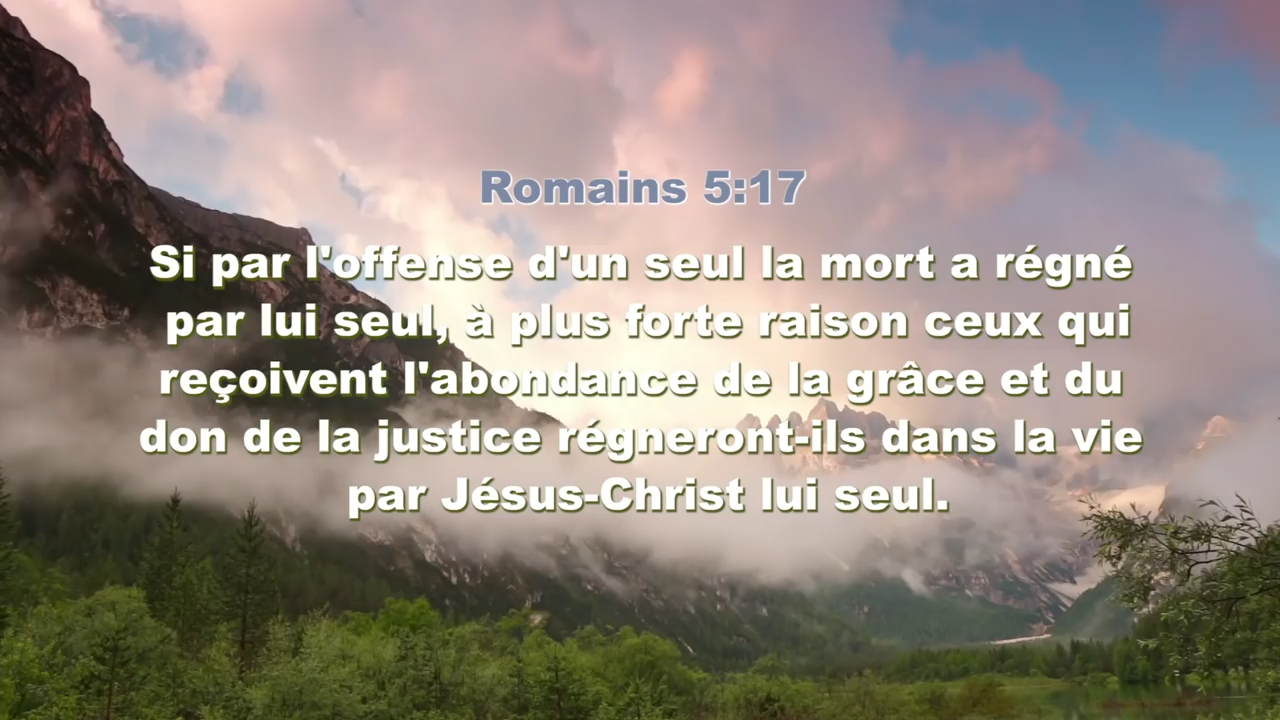 Romains 5:17
Si par l'offense d'un seul la mort a régné
par lui seul, à plus forte raison ceux qui
reçoivent l'abondance de la grâce et du
don de la justice régneront-ils dans la vie
par Jésus-Christ lui seul.